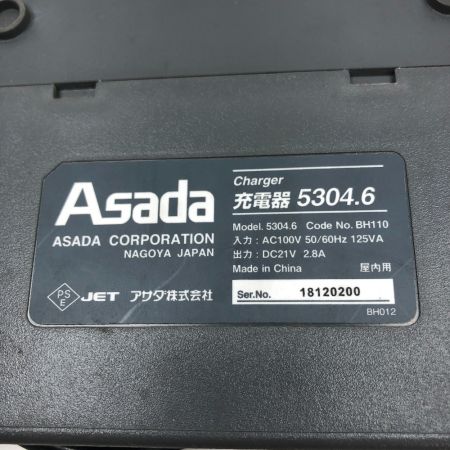 Asada
ASADA CORPORATION
NAGOYA JAPAN
PS
E
JET アサダ株式会社
Charger
充電器 5304.6
Model. 5304.6 Code No. BH110
入力 : AC100V 50/60Hz 125VA
出力 : DC21V 2.8A
Made in China 屋内用
Ser.No. 18120200
BH012